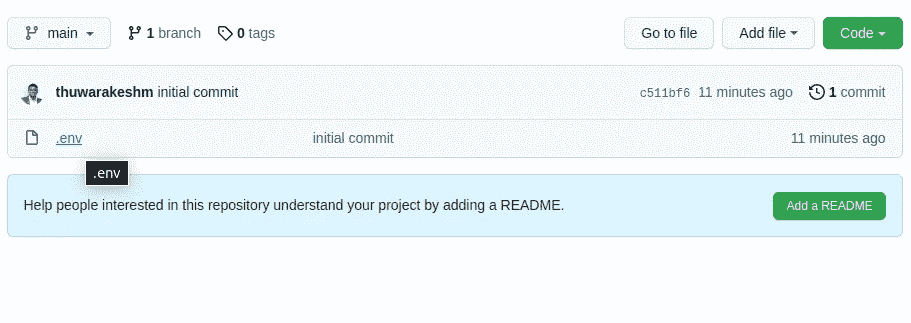 main 1 branch 0 tags Go to file Add file Code
thuwarakeshm initial commit c511bf6 11 minutes ago 1 commit
.env initial commit 11 minutes ago
.env
Help people interested in this repository understand your project by adding a README. Add a README